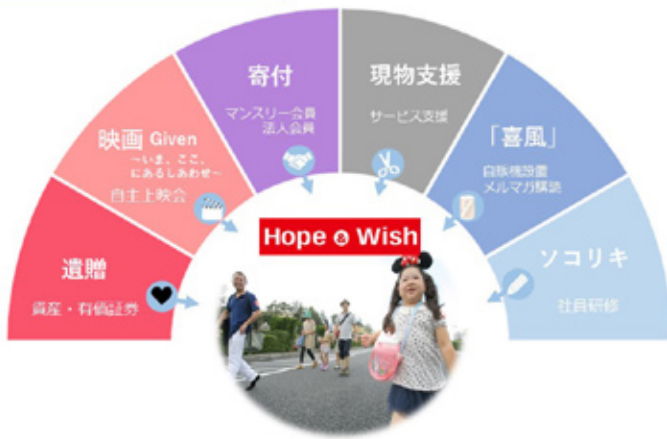 遺贈
資産・有価証券
映画 Given
～いま、ここ、
にあるしあわせ～
自主上映会
寄付
マンスリー会員
法人会員
現物支援
サービス支援
「喜風」
自販機設置
メルマガ購読
ソコリキ
社員研修
Hope & Wish